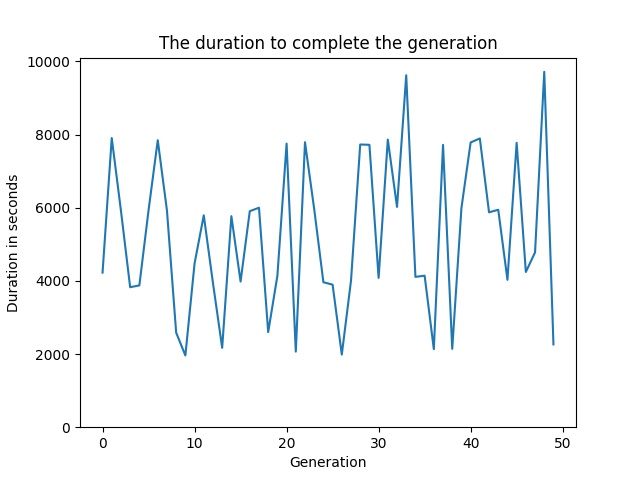 The duration to complete the generation
10000
8000
6000
4000
2000
0
Duration in seconds
0 10 20 30 40 50
Generation